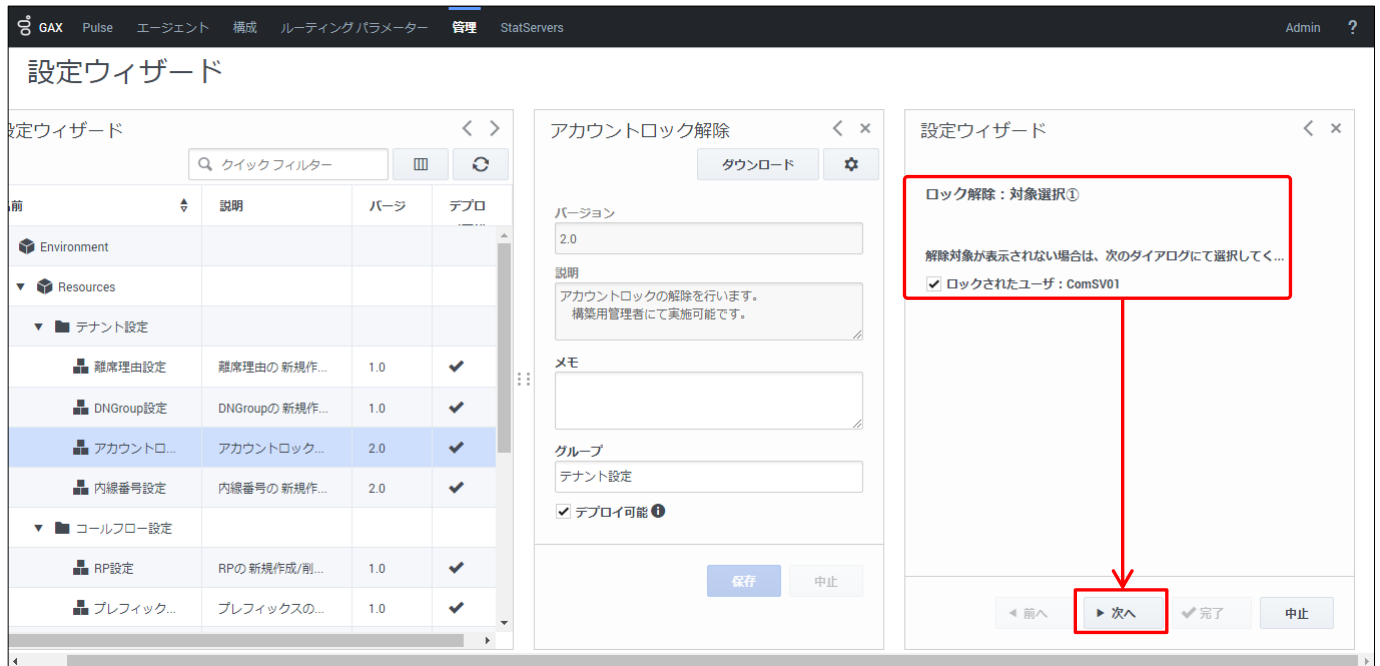 GAX Pulse エージェント 構成 ルーティング パラメーター 管理 StatServers Admin ?
設定ウィザード
設定ウィザード
クイック フィルター
説明 バージ デプロ
Environment
Resources
テナント設定
離席理由設定 離席理由の 新規作... 1.0
DNGroup設定 DNGroupの 新規作... 1.0
アカウントロ... アカウントロック... 2.0
内線番号設定 内線番号の 新規作... 2.0
コールフロー設定
RP設定 RPの 新規作成/削... 1.0
プレフィック... プレフィックスの... 1.0
アカウントロック解除
ダウンロード
バージョン
2.0
説明
アカウントロックの解除を行います。
構築用管理者にて実施可能です。
メモ
グループ
テナント設定
デプロイ可能
保存 中止
設定ウィザード
ロック解除：対象選択①
解除対象が表示されない場合は、次のダイアログにて選択してく...
ロックされたユーザ：ComSV01
前へ 次へ 完了 中止